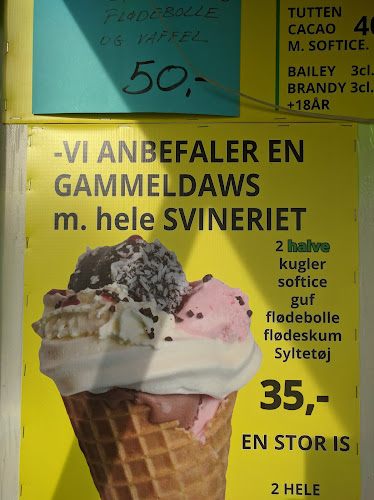 FLØDEBOLLE
OG VAFFEL
50,-
TUTTEN
CACAO
M. SOFTICE.
BAILEY 3cl.
BRANDY 3cl.
+18ÅR
-VI ANBEFALER EN
GAMMELDAWS
m. hele SVINERIET
2 halve
kugler
softice
guf
flødebolle
flødeskum
Syltetøj
35,-
EN STOR IS
2 HELE